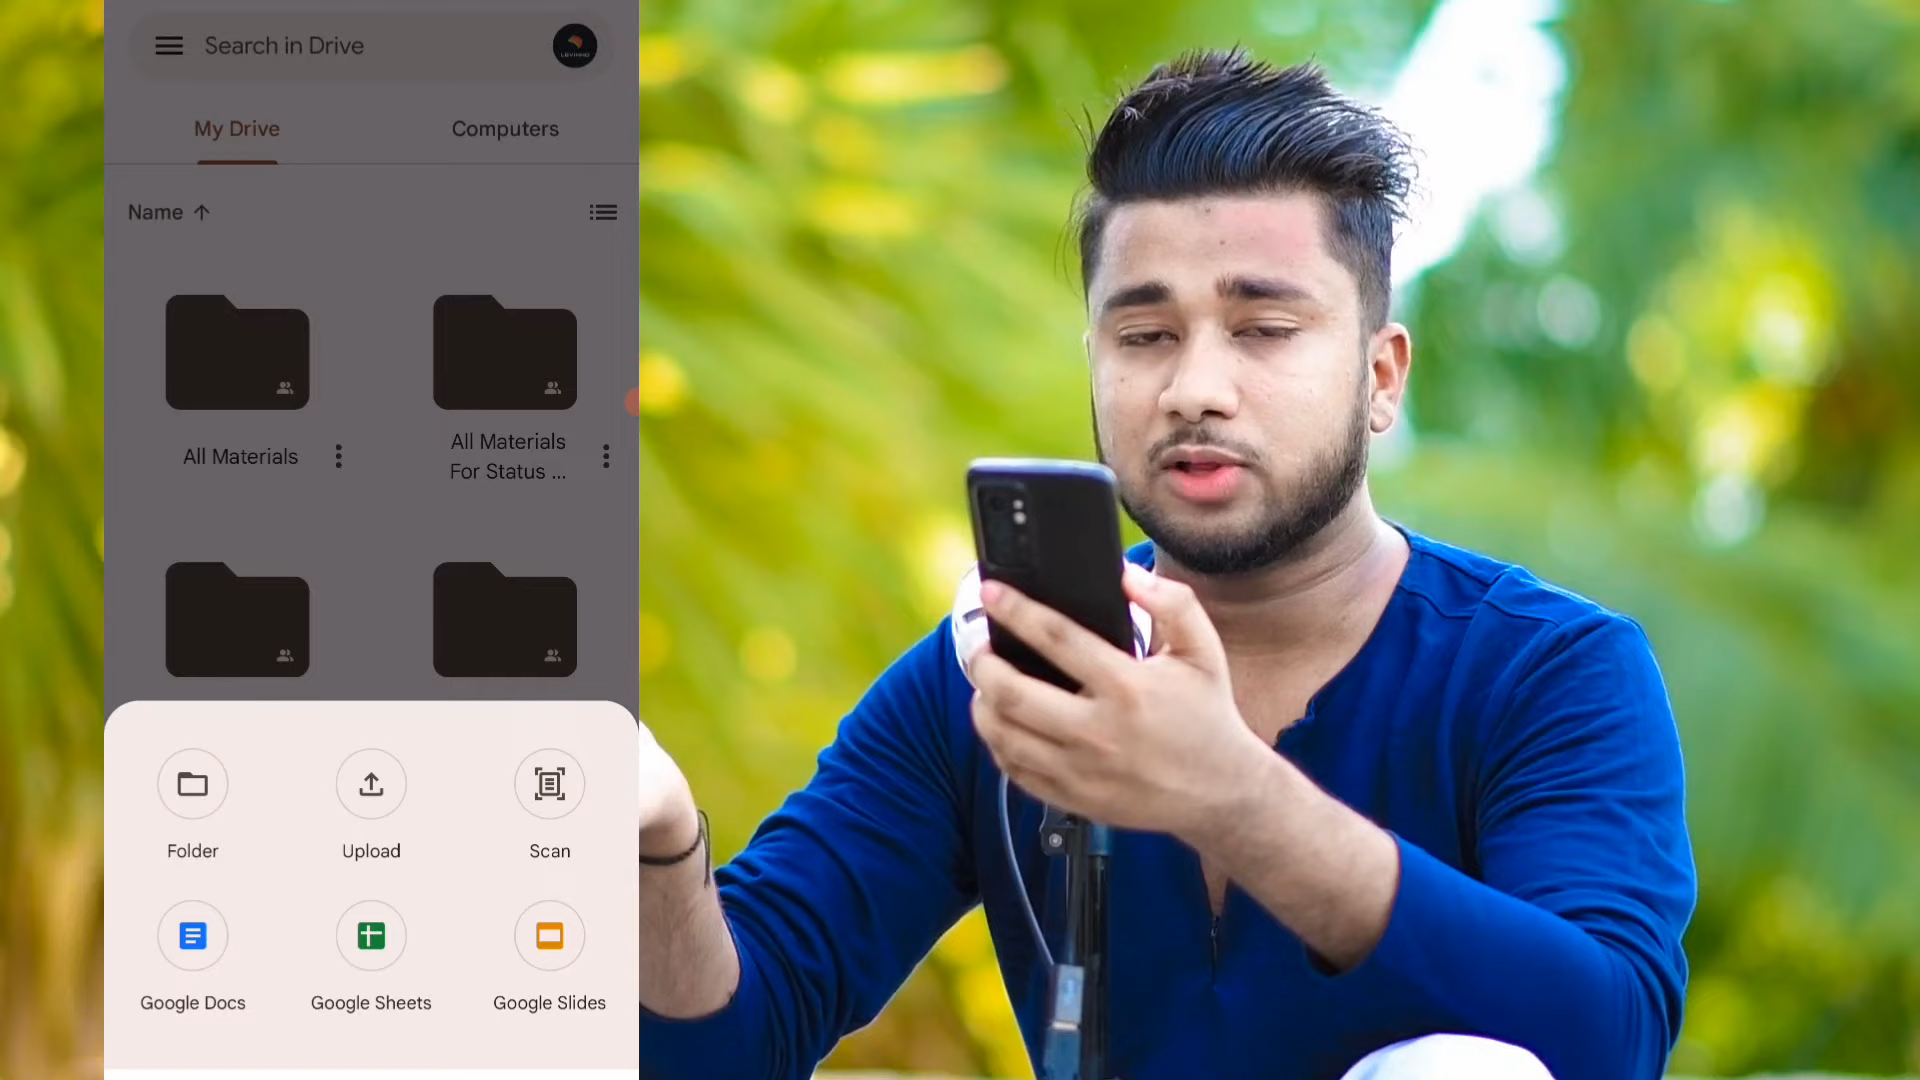 Search in Drive
LEVINHO
My Drive
Computers
Name
All Materials
All Materials
For Status ...
Folder
Upload
Scan
Google Docs
Google Sheets
Google Slides